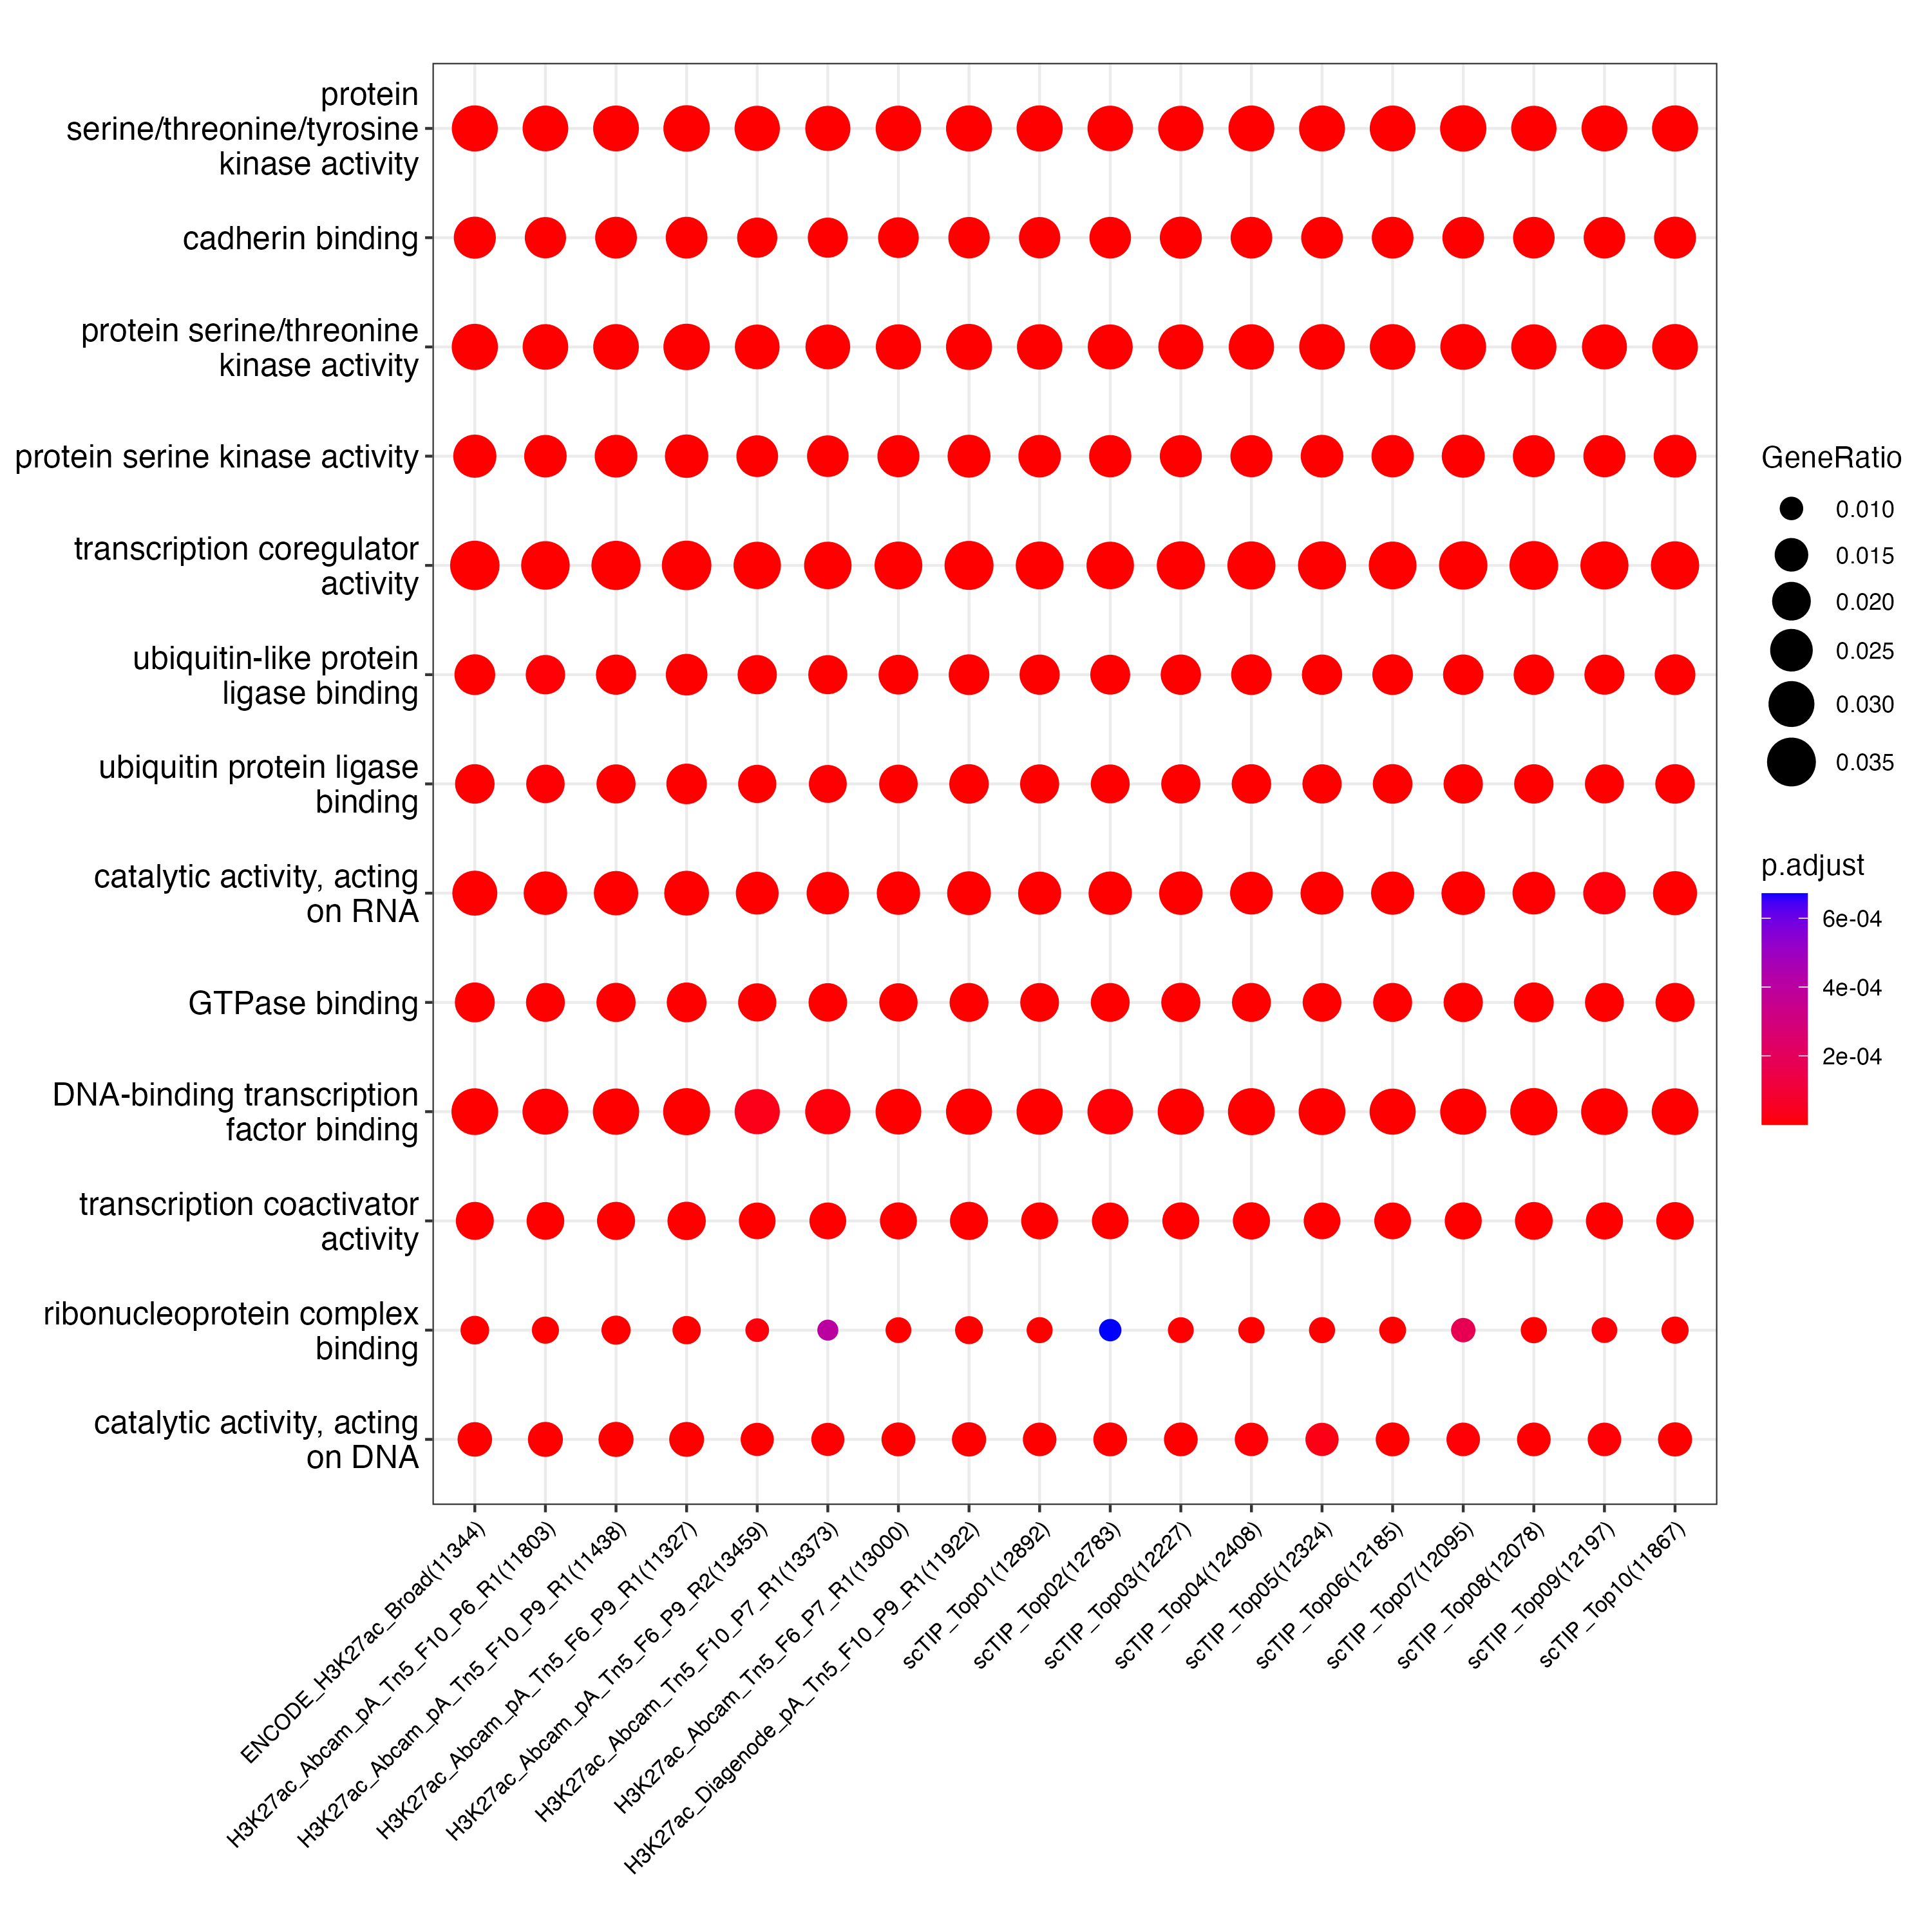 protein
serine/threonine/tyrosine
kinase activity
cadherin binding
protein serine/threonine
kinase activity
protein serine kinase activity
transcription coregulator
activity
ubiquitin-like protein
ligase binding
ubiquitin protein ligase
binding
catalytic activity, acting
on RNA
GTPase binding
DNA-binding transcription
factor binding
transcription coactivator
activity
ribonucleoprotein complex
binding
catalytic activity, acting
on DNA
ENCODE_H3K27ac_Broad(11344)
H3K27ac_Abcam_pA_Tn5_F10_P6_R1(11803)
H3K27ac_Abcam_pA_Tn5_F10_P9_R1(11438)
H3K27ac_Abcam_pA_Tn5_F6_P9_R1(11327)
H3K27ac_Abcam_pA_Tn5_F6_P9_R2(13459)
H3K27ac_Abcam_Tn5_F10_P7_R1(13373)
H3K27ac_Abcam_Tn5_F6_P7_R1(13000)
H3K27ac_Diagenode_pA_Tn5_F10_P9_R1(11922)
scTIP_Top01(12892)
scTIP_Top02(12783)
scTIP_Top03(12227)
scTIP_Top04(12408)
scTIP_Top05(12324)
scTIP_Top06(12185)
scTIP_Top07(12095)
scTIP_Top08(12078)
scTIP_Top09(12197)
scTIP_Top10(11867)
GeneRatio
0.010
0.015
0.020
0.025
0.030
0.035
p.adjust
6e-04
4e-04
2e-04